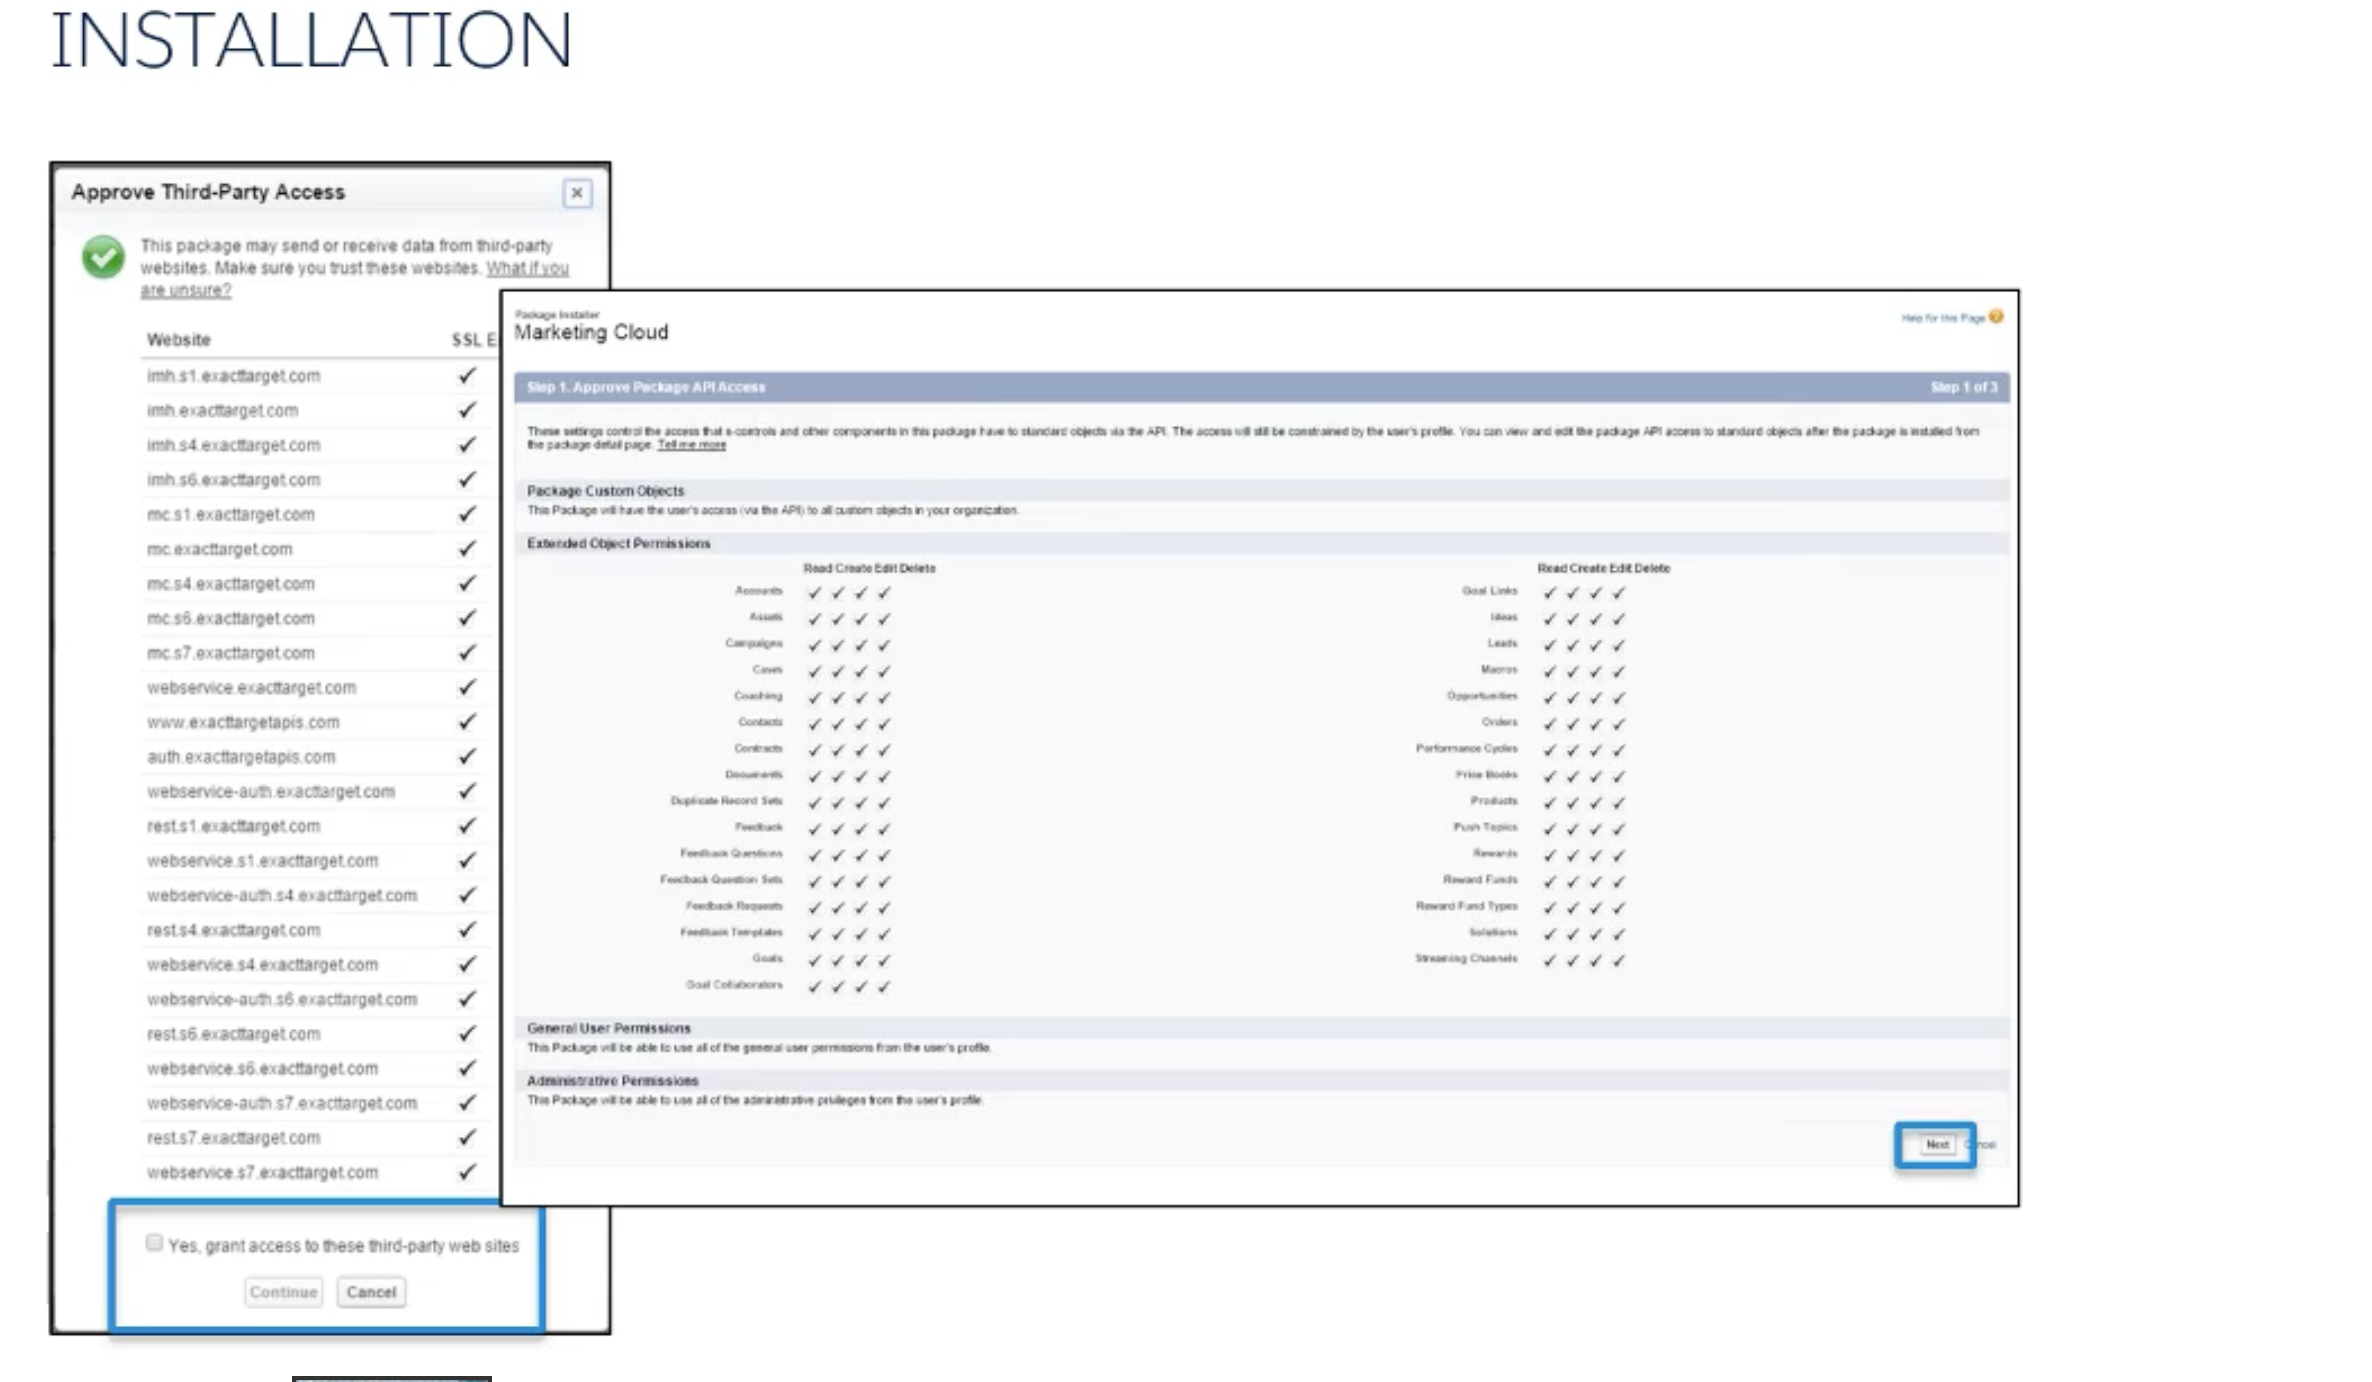 INSTALLATION
Approve Third-Party Access
This package may send or receive data from third-party
websites. Make sure you trust these websites. What if you
are unsure?
Website SSL E
imh.s1.exacttarget.com ✓
imh.exacttarget.com ✓
imh.s4.exacttarget.com ✓
imh.s6.exacttarget.com ✓
mc.s1.exacttarget.com ✓
mc.exacttarget.com ✓
mc.s4.exacttarget.com ✓
mc.s6.exacttarget.com ✓
mc.s7.exacttarget.com ✓
webservice.exacttarget.com ✓
www.exacttargetapis.com ✓
auth.exacttargetapis.com ✓
webservice-auth.exacttarget.com ✓
rest.s1.exacttarget.com ✓
webservice.s1.exacttarget.com ✓
webservice-auth.s4.exacttarget.com ✓
rest.s4.exacttarget.com ✓
webservice.s4.exacttarget.com ✓
webservice-auth.s6.exacttarget.com ✓
rest.s6.exacttarget.com ✓
webservice.s6.exacttarget.com ✓
webservice-auth.s7.exacttarget.com ✓
rest.s7.exacttarget.com ✓
webservice.s7.exacttarget.com ✓
Yes, grant access to these third-party web sites
Continue Cancel
Package Installer
Marketing Cloud
Help for this Page
Step 1. Approve Package API Access Step 1 of 3
These settings control the access that s-controls and other components in this package have to standard objects via the API. The access will still be constrained by the user's profile. You can view and edit the package API access to standard objects after the package is installed from
the package detail page. Tell me more
Package Custom Objects
This Package will have the user's access (via the API) to all custom objects in your organization.
Extended Object Permissions
Read Create Edit Delete
Accounts ✓ ✓ ✓ ✓
Assets ✓ ✓ ✓ ✓
Campaigns ✓ ✓ ✓ ✓
Cases ✓ ✓ ✓ ✓
Coaching ✓ ✓ ✓ ✓
Contacts ✓ ✓ ✓ ✓
Contracts ✓ ✓ ✓ ✓
Documents ✓ ✓ ✓ ✓
Duplicate Record Sets ✓ ✓ ✓ ✓
Feedback ✓ ✓ ✓ ✓
Feedback Questions ✓ ✓ ✓ ✓
Feedback Question Sets ✓ ✓ ✓ ✓
Feedback Requests ✓ ✓ ✓ ✓
Feedback Templates ✓ ✓ ✓ ✓
Goals ✓ ✓ ✓ ✓
Goal Collaborators ✓ ✓ ✓ ✓
Read Create Edit Delete
Goal Links ✓ ✓ ✓ ✓
Ideas ✓ ✓ ✓ ✓
Leads ✓ ✓ ✓ ✓
Macros ✓ ✓ ✓ ✓
Opportunities ✓ ✓ ✓ ✓
Orders ✓ ✓ ✓ ✓
Performance Cycles ✓ ✓ ✓ ✓
Price Books ✓ ✓ ✓ ✓
Products ✓ ✓ ✓ ✓
Push Topics ✓ ✓ ✓ ✓
Rewards ✓ ✓ ✓ ✓
Reward Funds ✓ ✓ ✓ ✓
Reward Fund Types ✓ ✓ ✓ ✓
Solutions ✓ ✓ ✓ ✓
Streaming Channels ✓ ✓ ✓ ✓
General User Permissions
This Package will be able to use all of the general user permissions from the user's profile.
Administrative Permissions
This Package will be able to use all of the administrative privileges from the user's profile.
Next Cancel